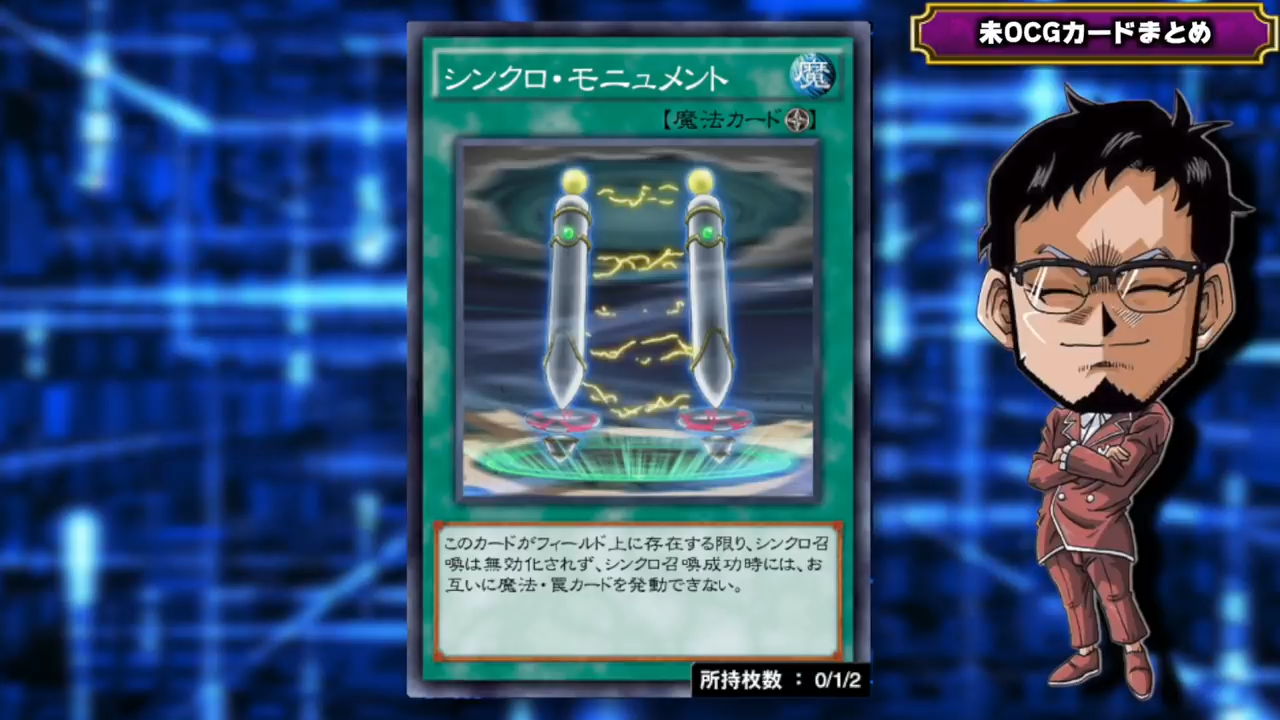 未OCGカードまとめ
シンクロ・モニュメント
魔
【魔法カード】
このカードがフィールド上に存在する限り、シンクロ召
喚は無効化されず、シンクロ召喚成功時には、お
互いに魔法・罠カードを発動できない。
所持枚数 : 0/1/2